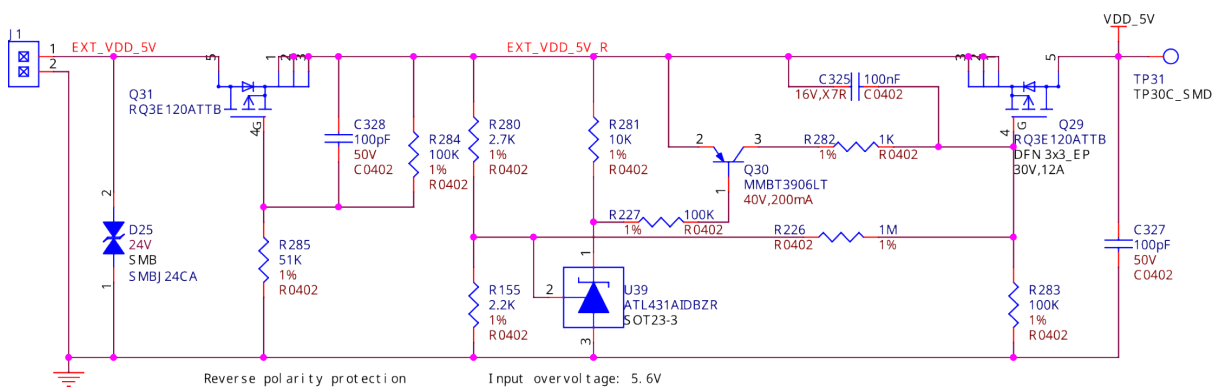 J1
1
2
EXT_VDD_5V
5
1
2
3
Q31
RQ3E120ATTB
4
G
C328
100pF
50V
C0402
R284
100K
1%
R0402
EXT_VDD_5V_R
R280
2.7K
1%
R0402
R281
10K
1%
R0402
C325
100nF
16V,X7R
C0402
2
3
1
Q30
MMBT3906LT
40V,200mA
R282
1K
1%
R0402
3
2
1
5
4
G
Q29
RQ3E120ATTB
DFN 3x3_EP
30V,12A
VDD_5V
TP31
TP30C_SMD
2
D25
24V
SMB
SMBJ24CA
1
R285
51K
1%
R0402
R227
100K
1%
R0402
R226
1M
R0402
1%
R155
2.2K
1%
R0402
1
2
3
U39
ATL431AIDBZR
SOT23-3
R283
100K
1%
R0402
C327
100pF
50V
C0402
Reverse polarity protection
Input overvoltage: 5.6V